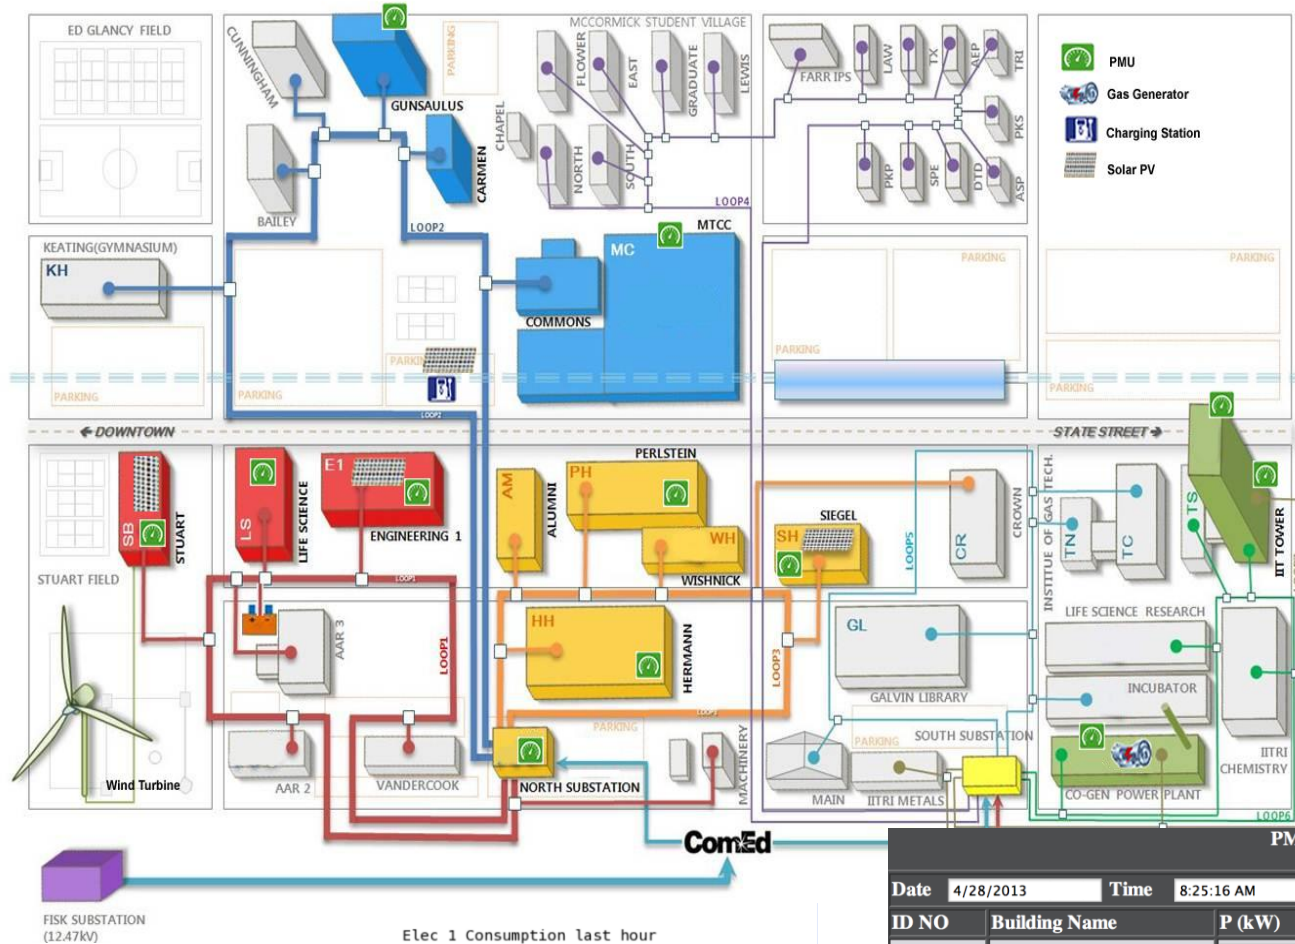 ED GLANCY FIELD
CUNNINGHAM
GUNSAULUS
PARKING
MCCORMICK STUDENT VILLAGE
FLOWER
EAST
GRADUATE
LEWIS
FARR IPS
LAW
TX
AEP
TRI
PMU
Gas Generator
Charging Station
Solar PV
CHAPEL
NORTH
SOUTH
PKS
PKP
SPE
DTD
ASP
BAILEY
CARMEN
LOOP2
LOOP4
MTCC
MC
KEATING(GYMNASIUM)
KH
COMMONS
PARKING
PARKING
PARKING
PARKING
PARKING
PARKING
PARKING
LOOP2
← DOWNTOWN
STATE STREET →
SB
STUART
LS
LIFE SCIENCE
E1
ENGINEERING 1
AM
ALUMNI
PERLSTEIN
PH
WH
WISHNICK
SIEGEL
SH
LOOP5
CR
CROWN
INSTITUE OF GAS TECH.
TN
TC
TS
IIT TOWER
STUART FIELD
LOOP1
AAR 3
LOOP1
HH
HERMANN
LOOP3
GL
GALVIN LIBRARY
LIFE SCIENCE RESEARCH
INCUBATOR
IITRI
CHEMISTRY
PARKING
PARKING
SOUTH SUBSTATION
Wind Turbine
AAR 2
VANDERCOOK
NORTH SUBSTATION
MACHINERY
MAIN
IITRI METALS
CO-GEN POWER PLANT
LOOP6
ComEd
FISK SUBSTATION
(12.47kV)
Elec 1 Consumption last hour
PM
Date 4/28/2013 Time 8:25:16 AM
ID NO Building Name P (kW)